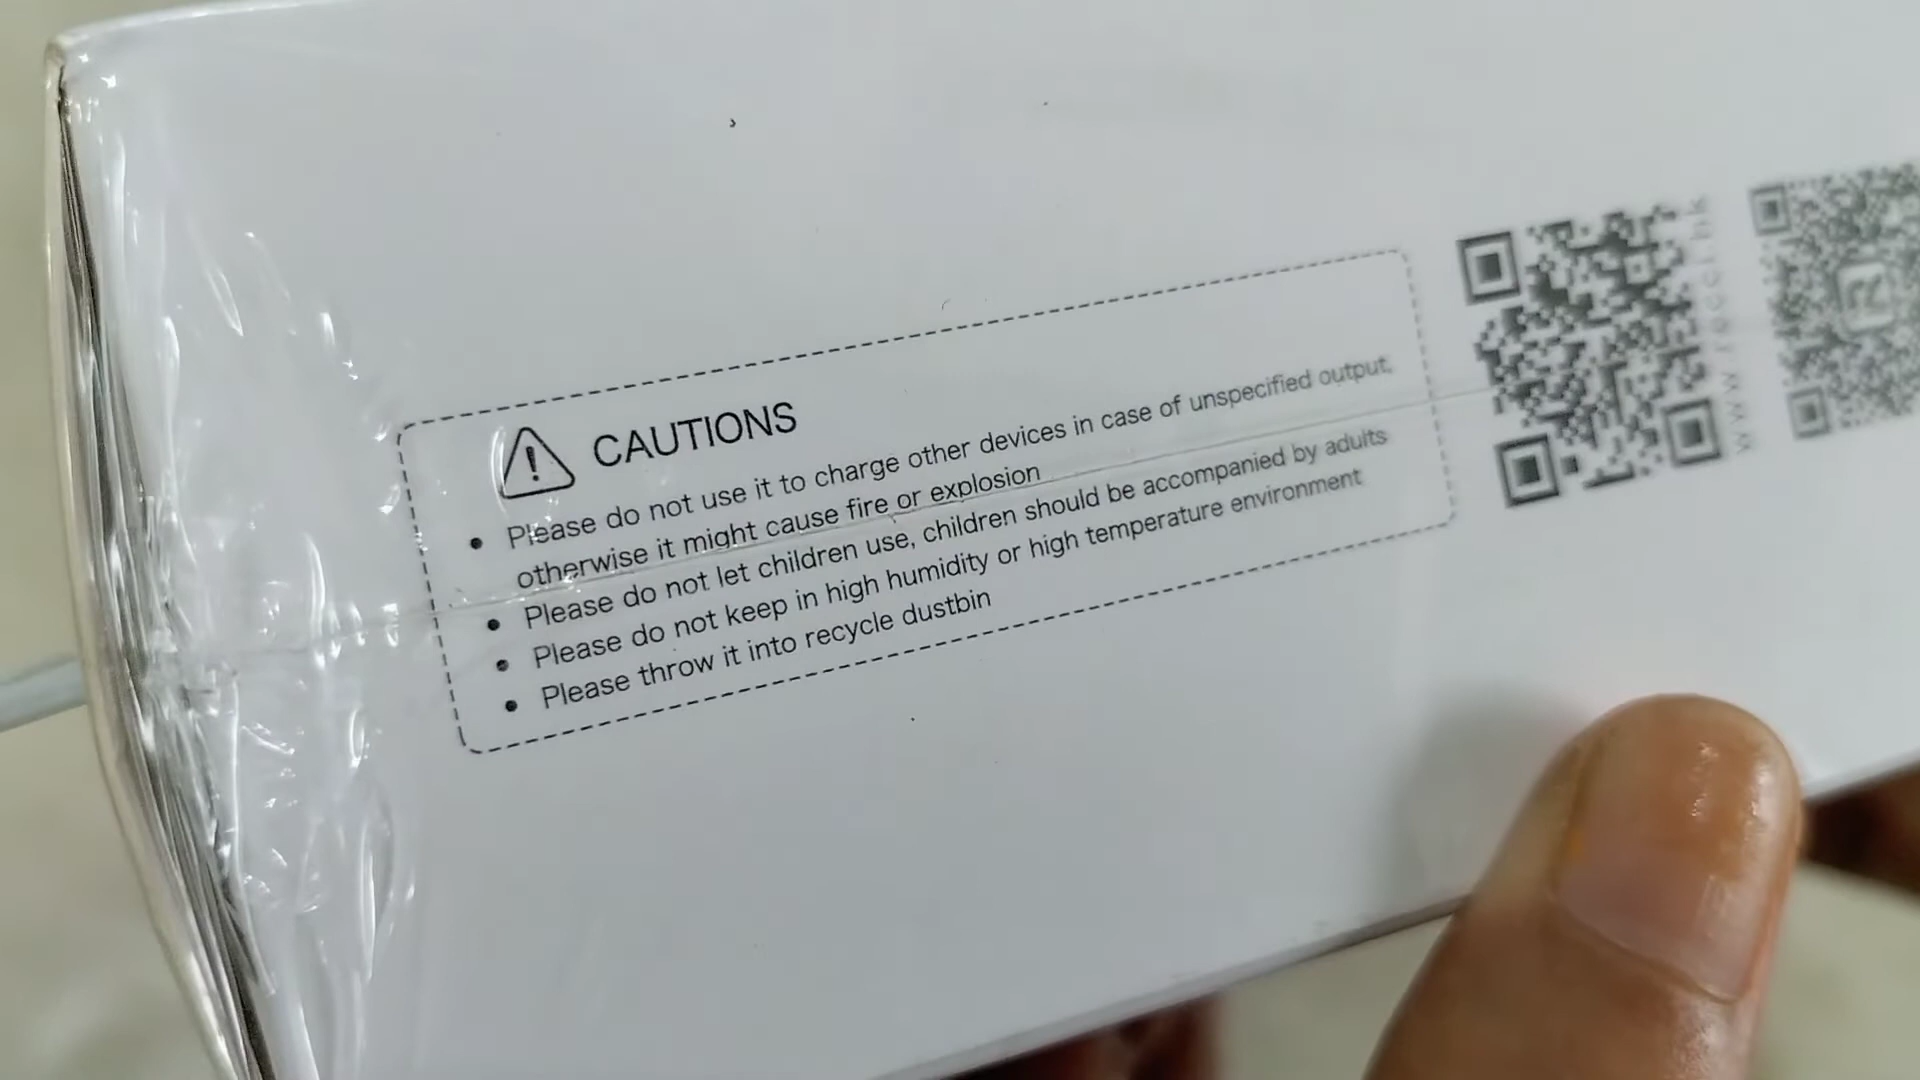 CAUTIONS
• Please do not use it to charge other devices in case of unspecified output,
otherwise it might cause fire or explosion
• Please do not let children use, children should be accompanied by adults
• Please do not keep in high humidity or high temperature environment
• Please throw it into recycle dustbin
R